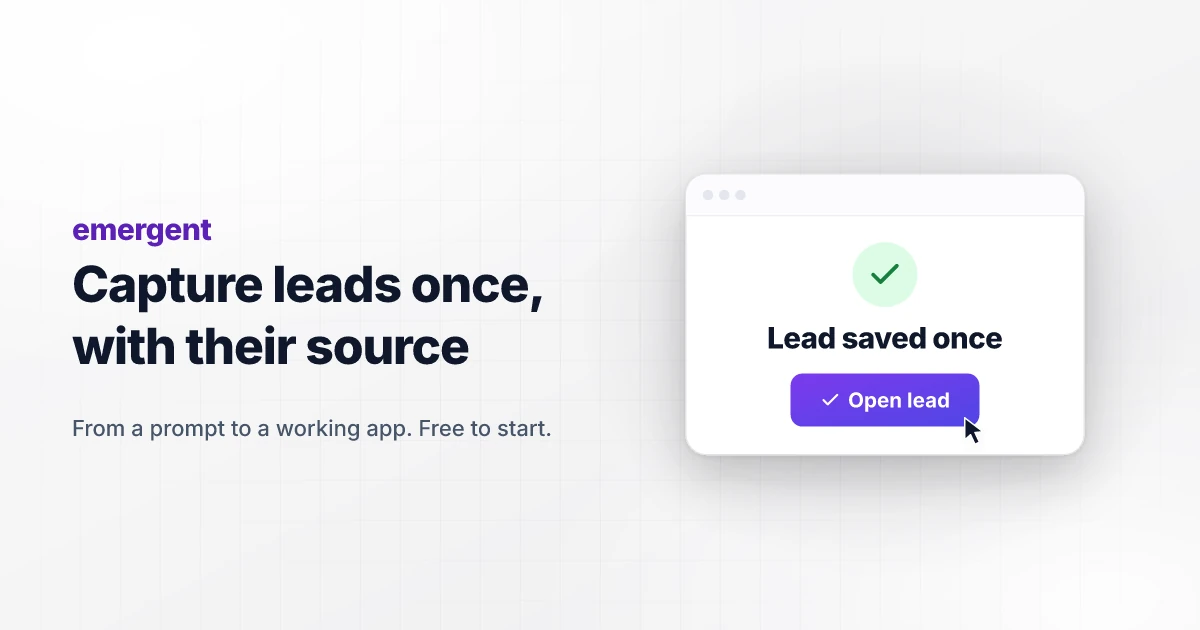 emergent
Capture leads once,
with their source
From a prompt to a working app. Free to start.
Lead saved once
Open lead